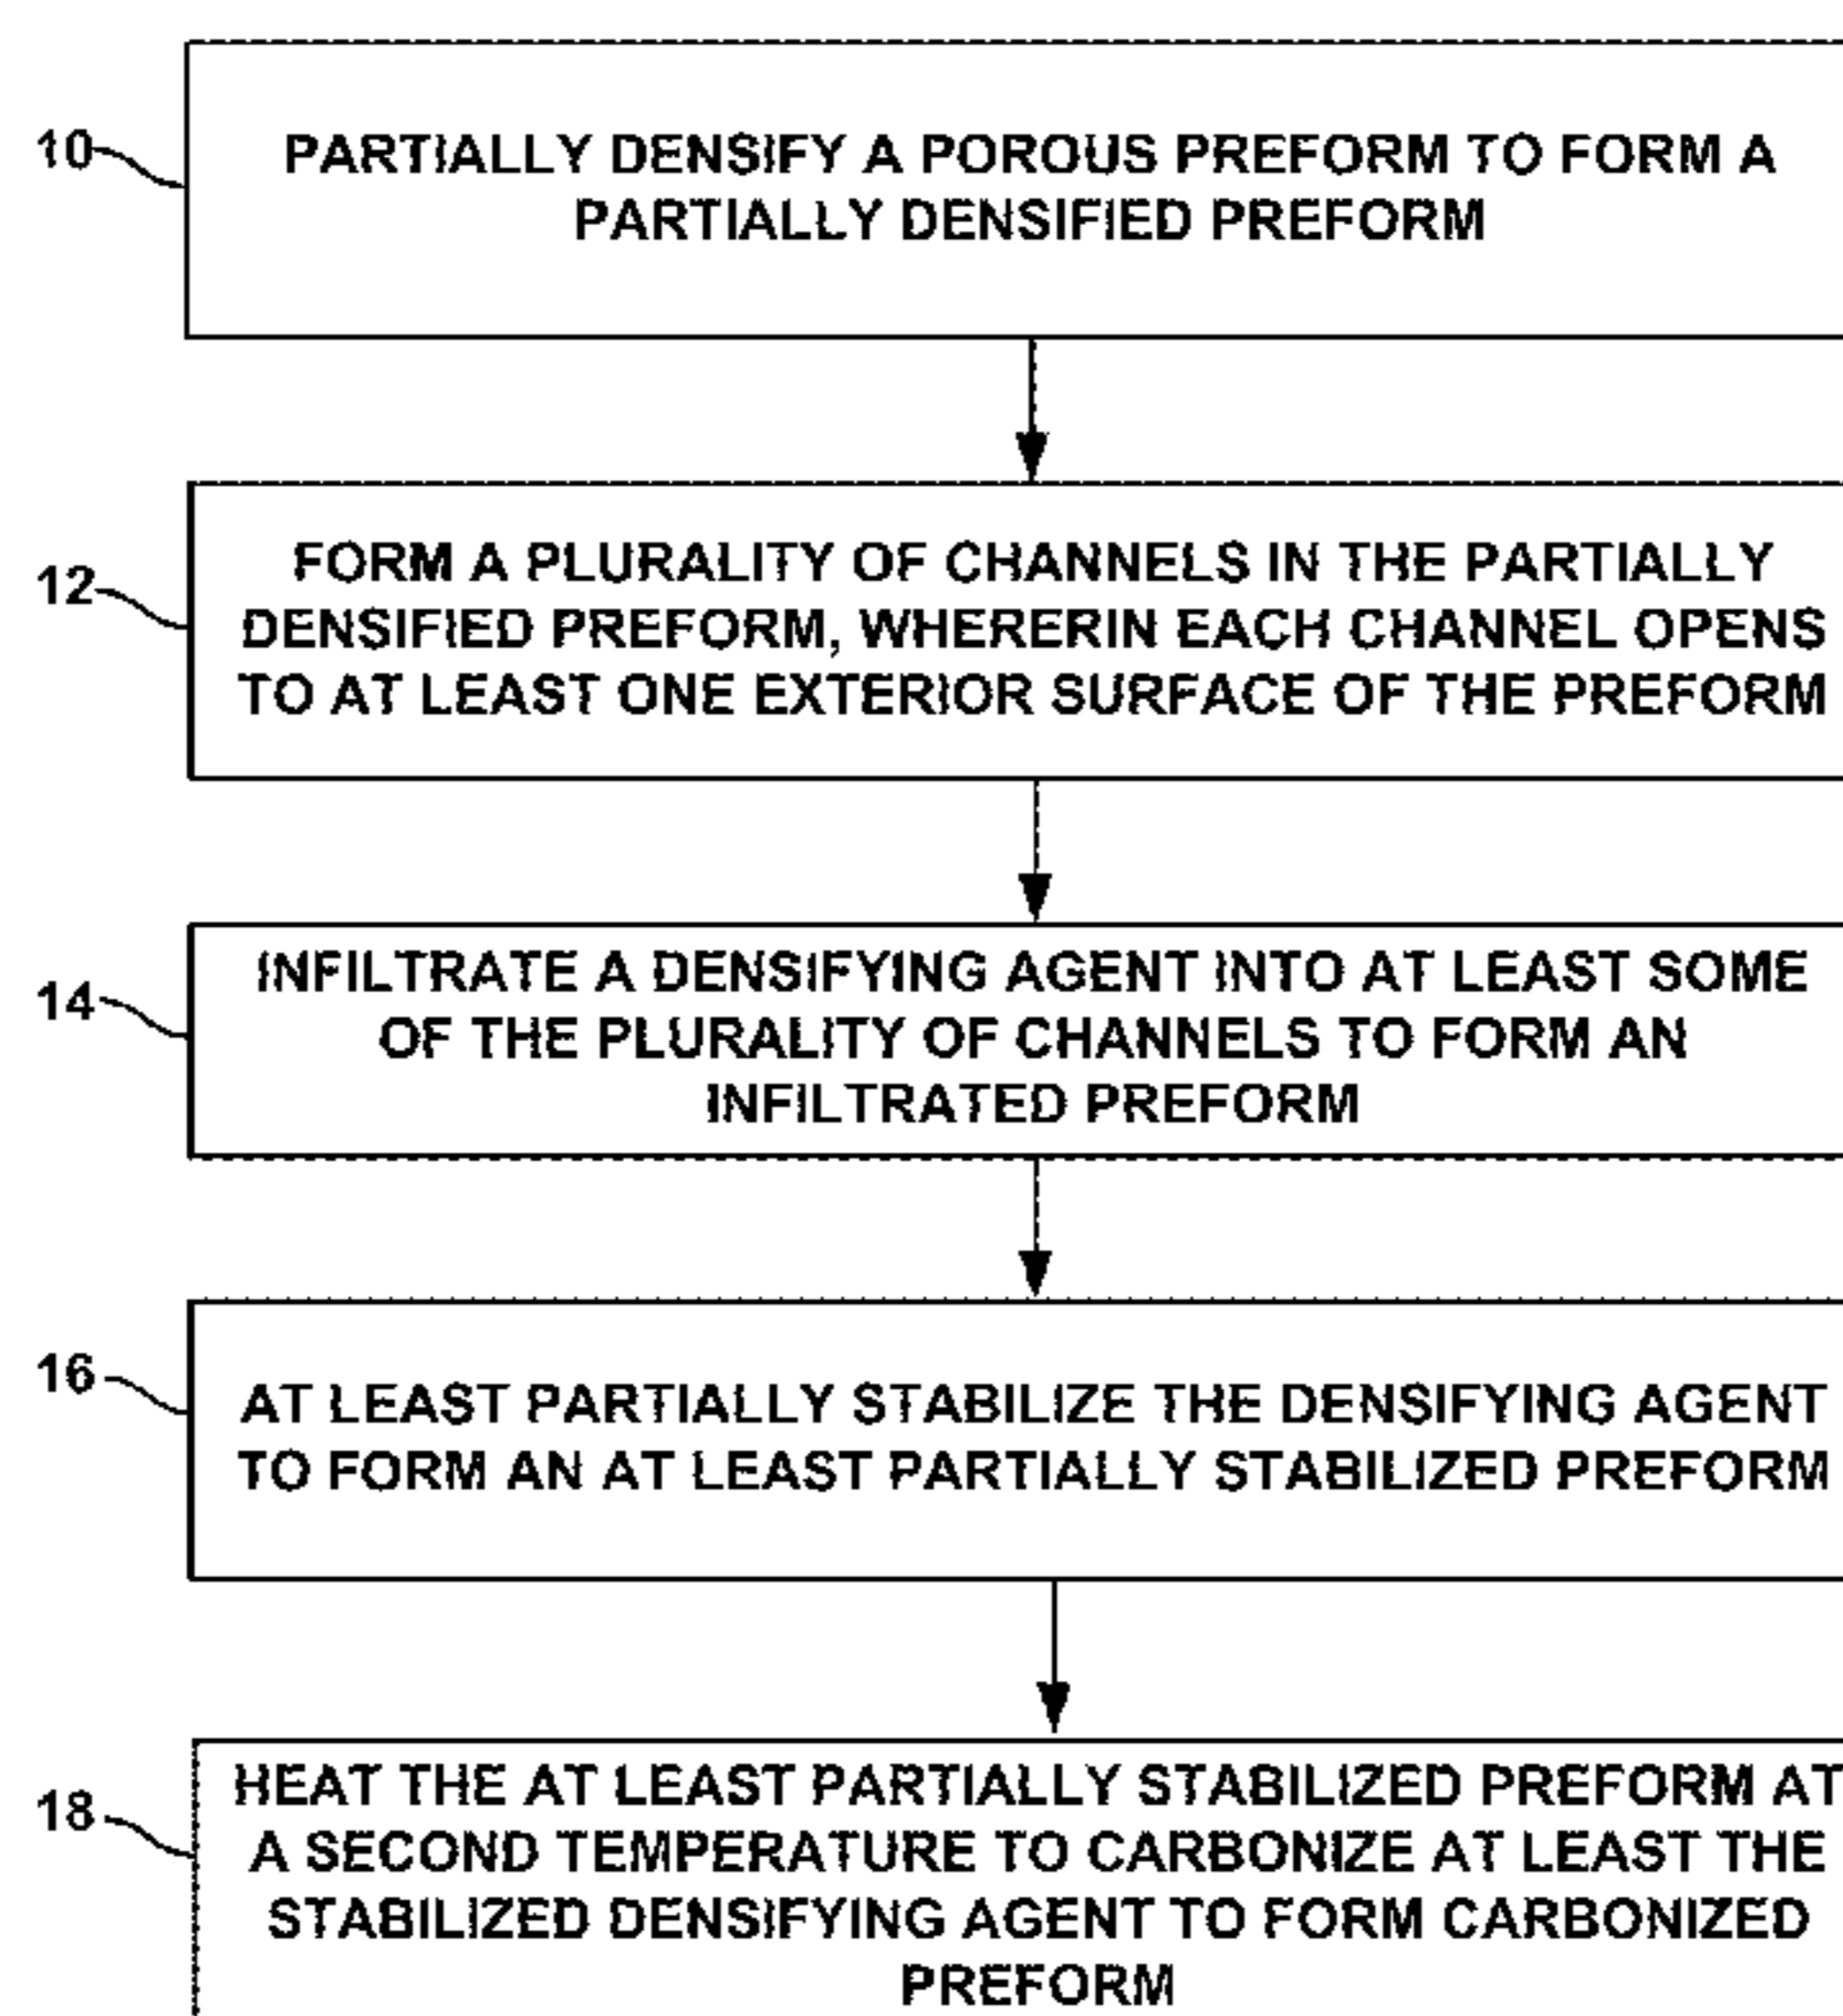 10
PARTIALLY DENSIFY A POROUS PREFORM TO FORM A
PARTIALLY DENSIFIED PREFORM
12
FORM A PLURALITY OF CHANNELS IN THE PARTIALLY
DENSIFIED PREFORM, WHERERIN EACH CHANNEL OPENS
TO AT LEAST ONE EXTERIOR SURFACE OF THE PREFORM
14
INFILTRATE A DENSIFYING AGENT INTO AT LEAST SOME
OF THE PLURALITY OF CHANNELS TO FORM AN
INFILTRATED PREFORM
16
AT LEAST PARTIALLY STABILIZE THE DENSIFYING AGENT
TO FORM AN AT LEAST PARTIALLY STABILIZED PREFORM
18
HEAT THE AT LEAST PARTIALLY STABILIZED PREFORM AT
A SECOND TEMPERATURE TO CARBONIZE AT LEAST THE
STABILIZED DENSIFYING AGENT TO FORM CARBONIZED
PREFORM